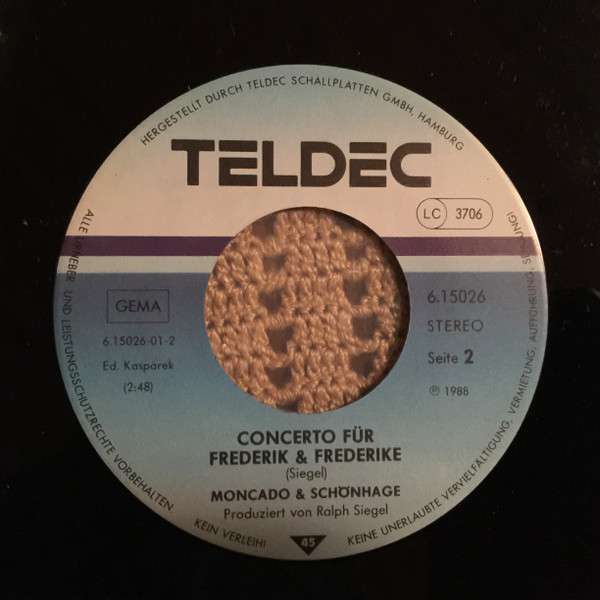 HERGESTELLT DURCH TELDEC SCHALLPLATTEN GMBH, HAMBURG
TELDEC
LC 3706
GEMA
6.15026-01-2
Ed. Kasparek
(2:48)
6.15026
STEREO
Seite 2
℗ 1988
CONCERTO FÜR
FREDERIK & FREDERIKE
(Siegel)
MONCADO & SCHÖNHAGE
Produziert von Ralph Siegel
45
ALLE UND LEISTUNGSSCHUTZRECHTE VORBEHALTEN. KEIN VERLEIH! KEINE UNERLAUBTE VERVIELFÄLTIGUNG, VERMIETUNG, AUFFÜHRUNG,